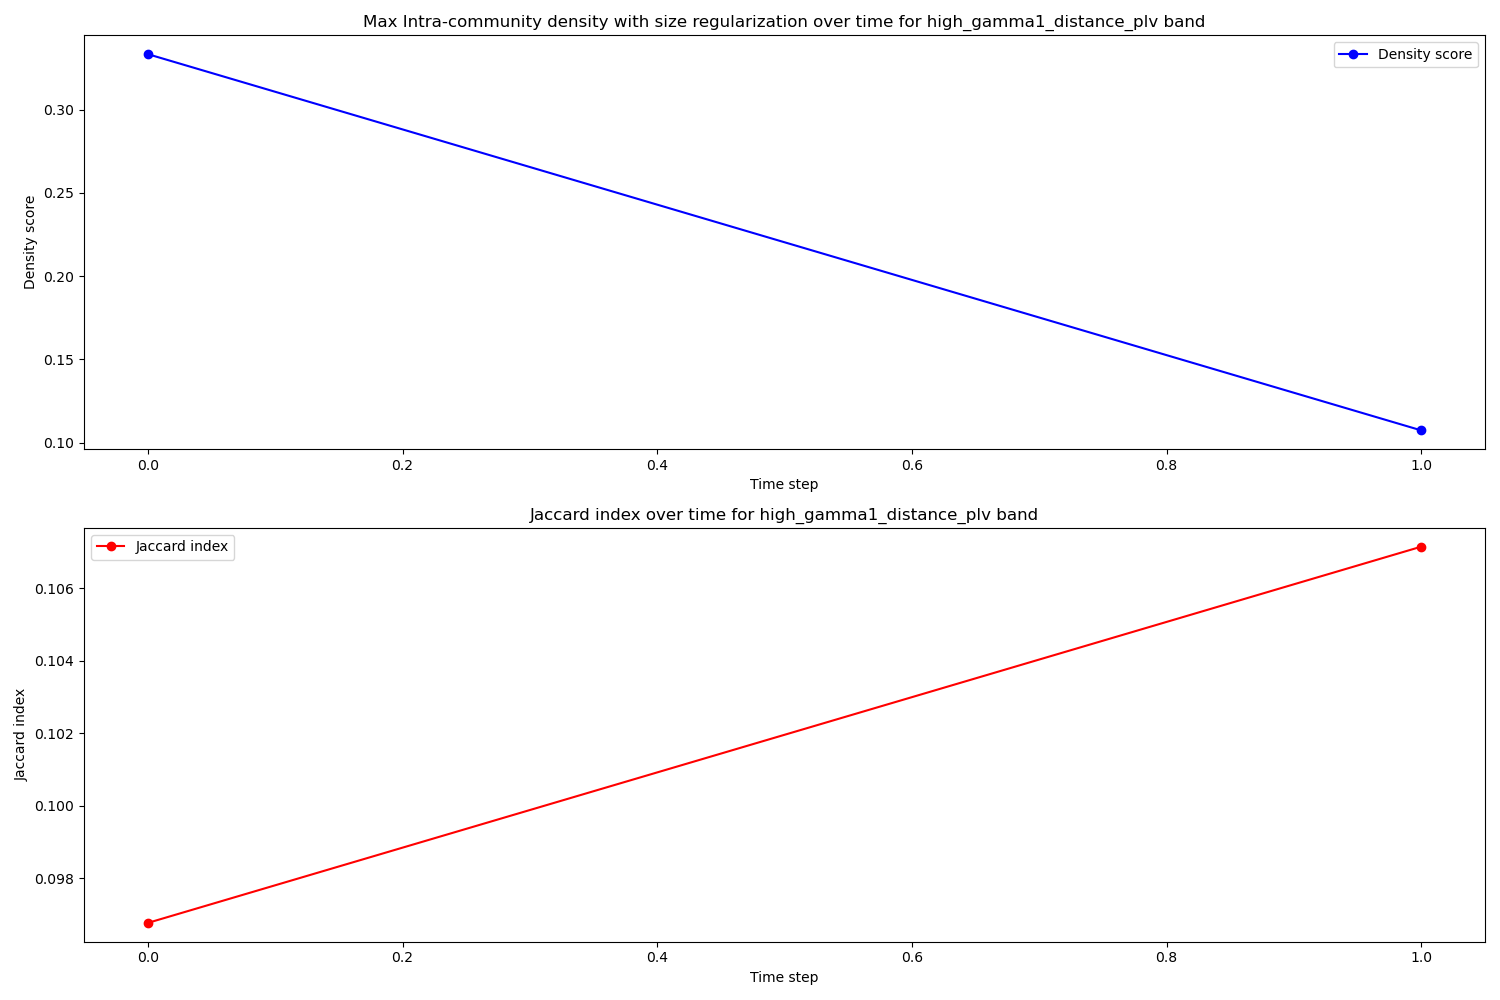 Max Intra-community density with size regularization over time for high_gamma1_distance_plv band
Density score
0.30
0.25
0.20
0.15
0.10
Density score
0.0 0.2 0.4 0.6 0.8 1.0
Time step
Jaccard index over time for high_gamma1_distance_plv band
Jaccard index
0.106
0.104
0.102
0.100
0.098
Jaccard index
0.0 0.2 0.4 0.6 0.8 1.0
Time step